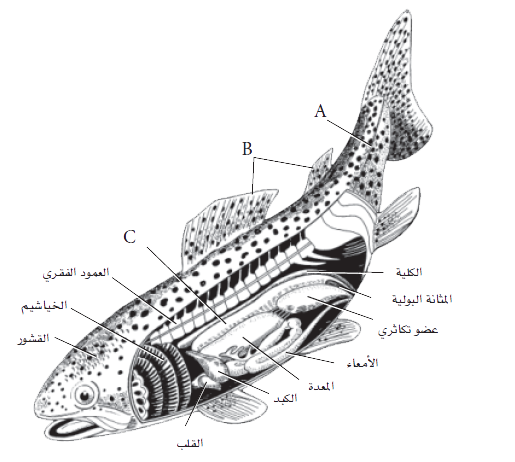 A
B
C
العمود الفقري
الخياشيم
القشور
الكلية
المثانة البولية
عضو تكاثري
الأمعاء
المعدة
الكبد
القلب